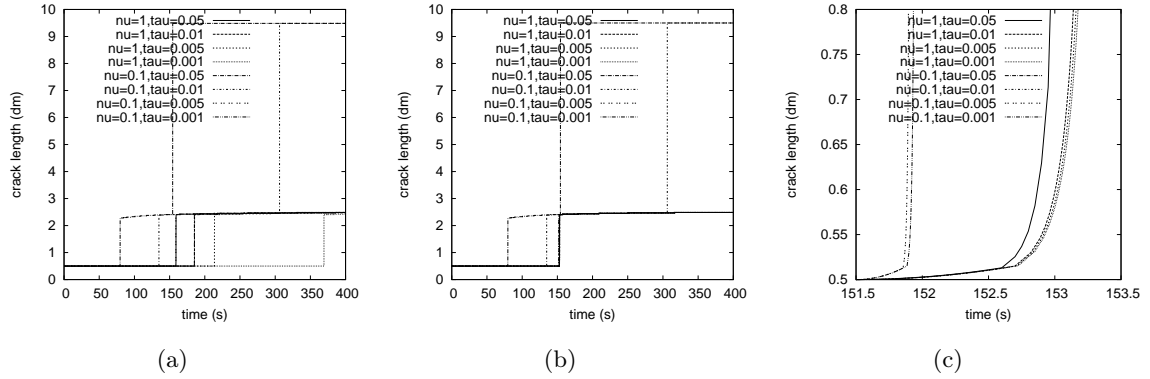 10
9
8
7
6
5
4
3
2
1
0
crack length (dm)
nu=1,tau=0.05
nu=1,tau=0.01
nu=1,tau=0.005
nu=1,tau=0.001
nu=0.1,tau=0.05
nu=0.1,tau=0.01
nu=0.1,tau=0.005
nu=0.1,tau=0.001
0 50 100 150 200 250 300 350 400
time (s)
(a)
10
9
8
7
6
5
4
3
2
1
0
crack length (dm)
nu=1,tau=0.05
nu=1,tau=0.01
nu=1,tau=0.005
nu=1,tau=0.001
nu=0.1,tau=0.05
nu=0.1,tau=0.01
nu=0.1,tau=0.005
nu=0.1,tau=0.001
0 50 100 150 200 250 300 350 400
time (s)
(b)
0.8
0.75
0.7
0.65
0.6
0.55
0.5
crack length (dm)
nu=1,tau=0.05
nu=1,tau=0.01
nu=1,tau=0.005
nu=1,tau=0.001
nu=0.1,tau=0.05
nu=0.1,tau=0.01
nu=0.1,tau=0.005
nu=0.1,tau=0.001
151.5 152 152.5 153 153.5
time (s)
(c)